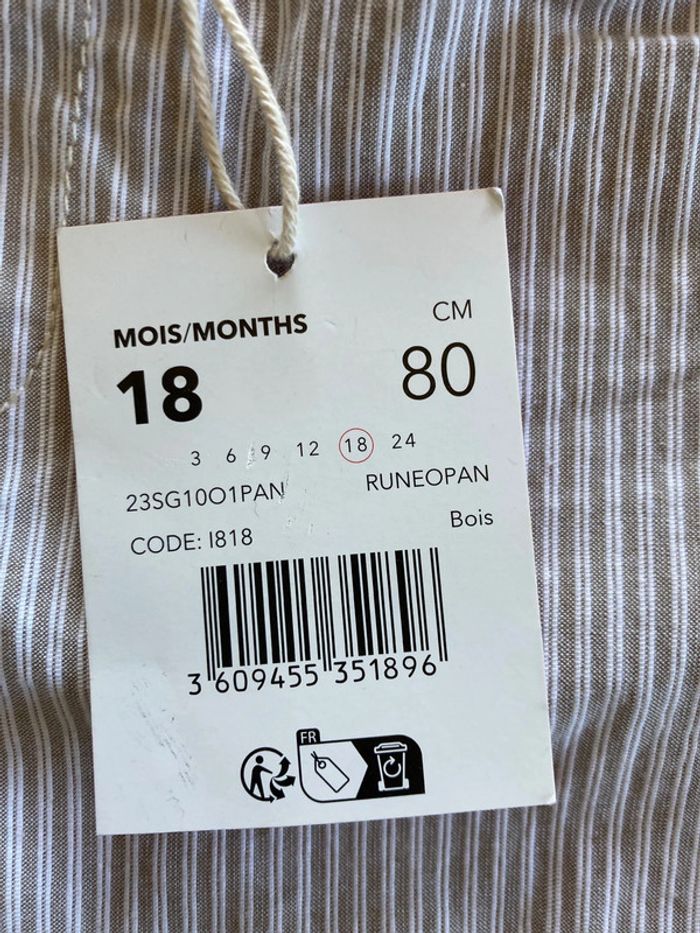 MOIS/MONTHS CM
18 80
3 6 9 12 18 24
23SG10O1PAN RUNEOPAN
CODE: I818 Bois
3 609455 351896
FR